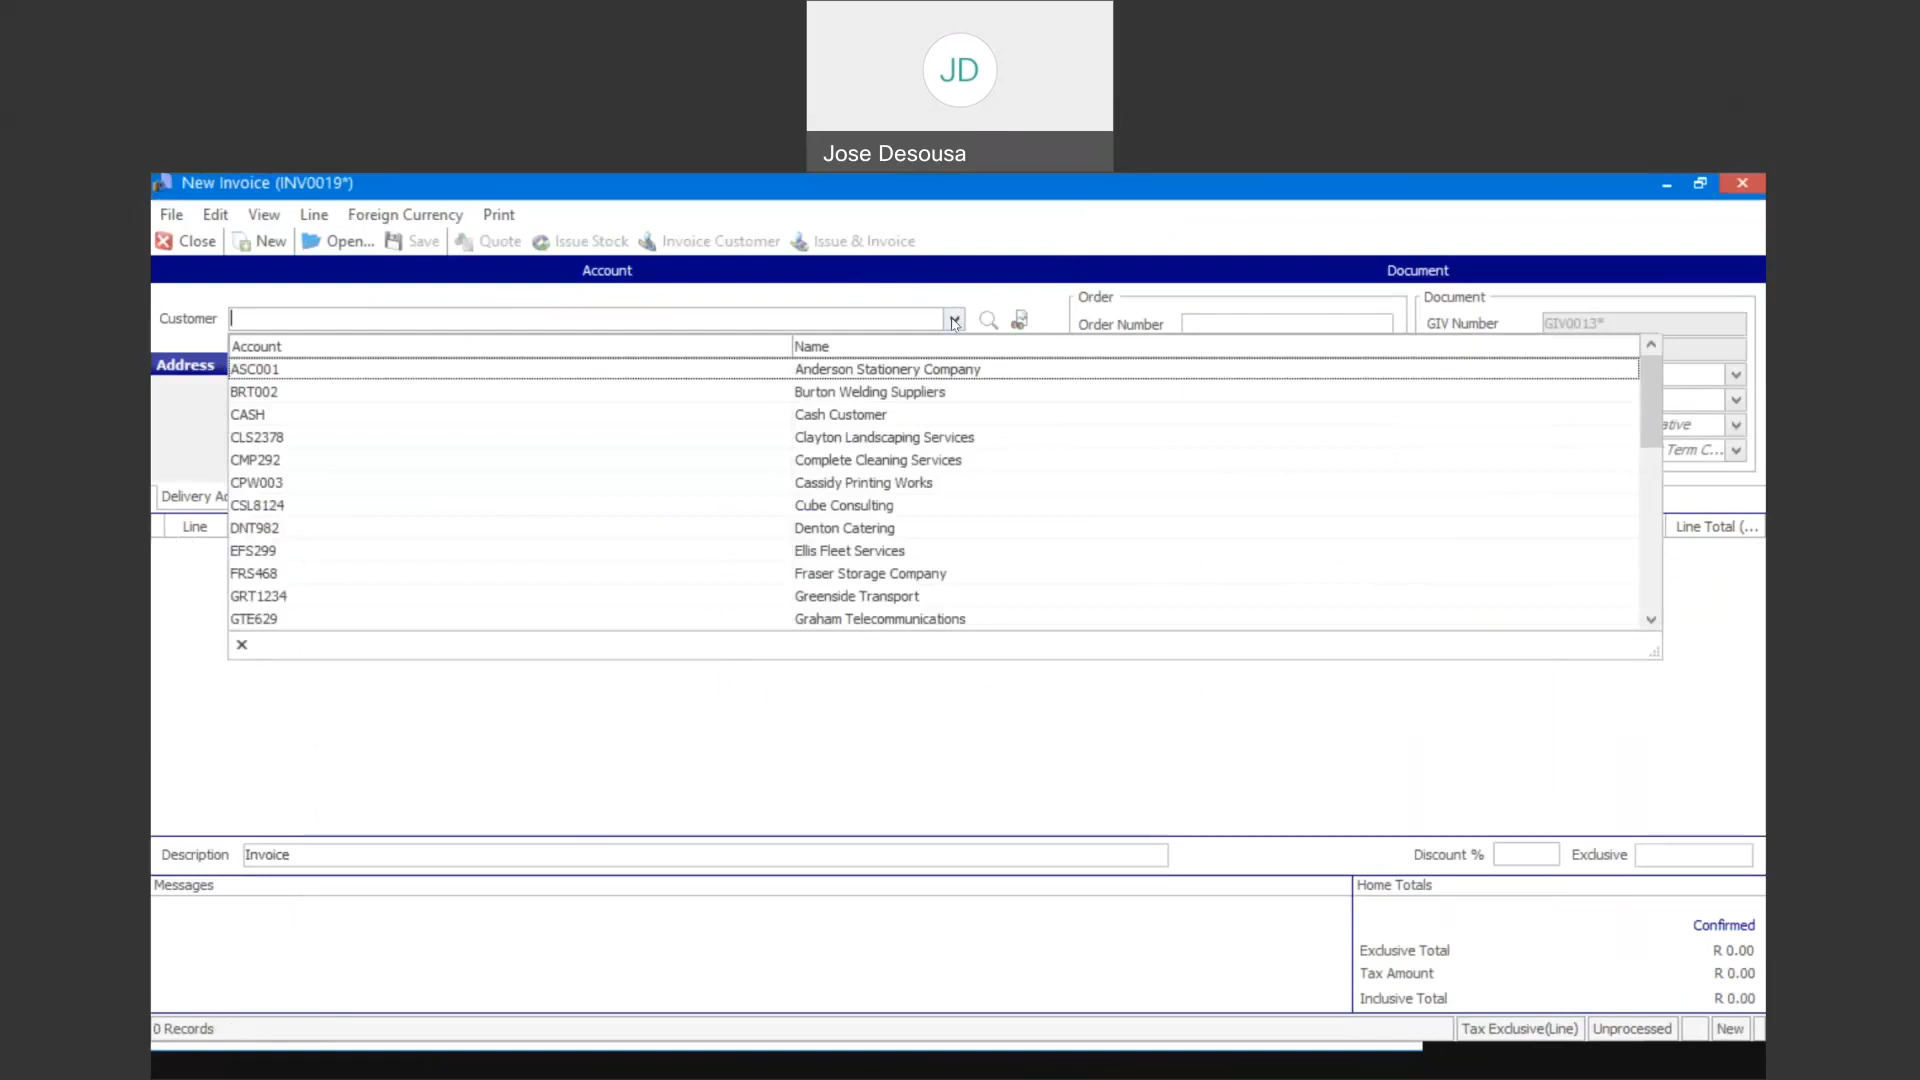 JD
Jose Desousa
New Invoice (INV0019*)
File Edit View Line Foreign Currency Print
Close New Open... Save Quote Issue Stock Invoice Customer Issue & Invoice
Account Document
Customer
Order
Order Number
Document
GIV Number GIV0013*
Account Name
Address
ASC001 Anderson Stationery Company
BRT002 Burton Welding Suppliers
CASH Cash Customer
CLS2378 Clayton Landscaping Services
CMP292 Complete Cleaning Services
CPW003 Cassidy Printing Works
CSL8124 Cube Consulting
DNT982 Denton Catering
EFS299 Ellis Fleet Services
FRS468 Fraser Storage Company
GRT1234 Greenside Transport
GTE629 Graham Telecommunications
ative
Term C...
Delivery Ad
Line Line Total (...
Description Invoice Discount % Exclusive
Messages Home Totals
Confirmed
Exclusive Total R 0.00
Tax Amount R 0.00
Inclusive Total R 0.00
0 Records Tax Exclusive(Line) Unprocessed New